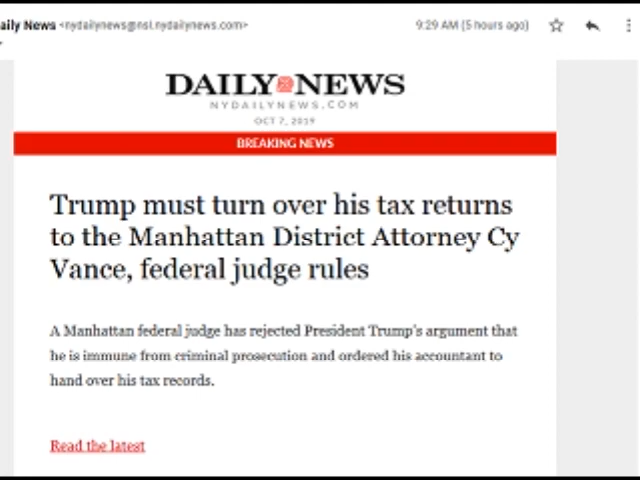 aily News <nydailynews@nsl.nydailynews.com>
9:29 AM (5 hours ago)
DAILY NEWS
NYDAILYNEWS.COM
OCT 7, 2019
BREAKING NEWS
Trump must turn over his tax returns
to the Manhattan District Attorney Cy
Vance, federal judge rules
A Manhattan federal judge has rejected President Trump's argument that
he is immune from criminal prosecution and ordered his accountant to
hand over his tax records.
Read the latest